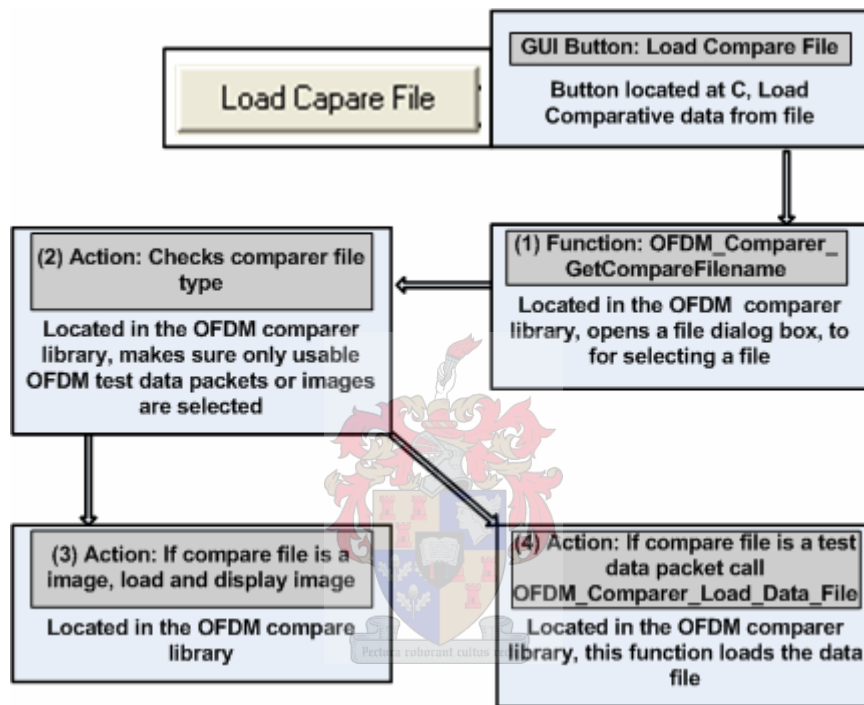 Load Capare File
GUI Button: Load Compare File
Button located at C, Load
Comparative data from file
(1) Function: OFDM_Comparer_
GetCompareFilename
Located in the OFDM comparer
library, opens a file dialog box, to
for selecting a file
(2) Action: Checks comparer file
type
Located in the OFDM comparer
library, makes sure only usable
OFDM test data packets or images
are selected
(3) Action: If compare file is a
image, load and display image
Located in the OFDM compare
library
(4) Action: If compare file is a test
data packet call
OFDM_Comparer_Load_Data_File
Located in the OFDM comparer
library, this function loads the data
file
Pectora roborant cultus